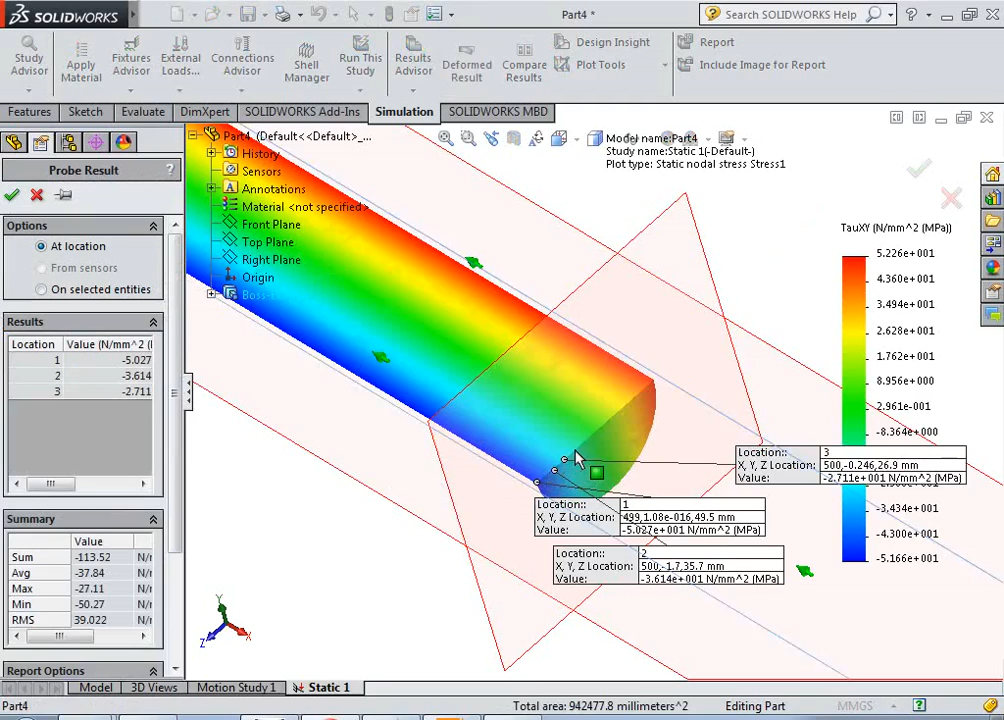 SOLIDWORKS
Part4 *
Search SOLIDWORKS Help
Study
Advisor
Apply
Material
Fixtures
Advisor
External
Loads...
Connections
Advisor
Shell
Manager
Run This
Study
Results
Advisor
Deformed
Result
Compare
Results
Design Insight
Plot Tools
Report
Include Image for Report
Features
Sketch
Evaluate
DimXpert
SOLIDWORKS Add-Ins
Simulation
SOLIDWORKS MBD
Probe Result
?
Options
At location
From sensors
On selected entities
Results
Location Value (N/mm^2 (
1 -5.027
2 -3.614
3 -2.711
Summary
Value
Sum -113.52 N/r
Avg -37.84 N/r
Max -27.11 N/r
Min -50.27 N/r
RMS 39.022 N/r
Report Options
Part4 (Default<<Default>_...
History
Sensors
Annotations
Material <not specified>
Front Plane
Top Plane
Right Plane
Origin
Model name:Part4
Study name:Static 1(-Default-)
Plot type: Static nodal stress Stress1
TauXY (N/mm^2 (MPa))
5.226e+001
4.360e+001
3.494e+001
2.628e+001
1.762e+001
8.956e+000
2.961e-001
-8.364e+000
Location:: 3
X, Y, Z Location: 500,-0.246,26.9 mm
Value: -2.711e+001 N/mm^2 (MPa)
-3.434e+001
-4.300e+001
-5.166e+001
Location:: 1
X, Y, Z Location: 499,1.08e-016,49.5 mm
Value: -5.027e+001 N/mm^2 (MPa)
Location:: 2
X, Y, Z Location: 500,-1.7,35.7 mm
Value: -3.614e+001 N/mm^2 (MPa)
Y
Z
X
Model
3D Views
Motion Study 1
Static 1
Part4
Total area: 942477.8 millimeters^2
Editing Part
MMGS